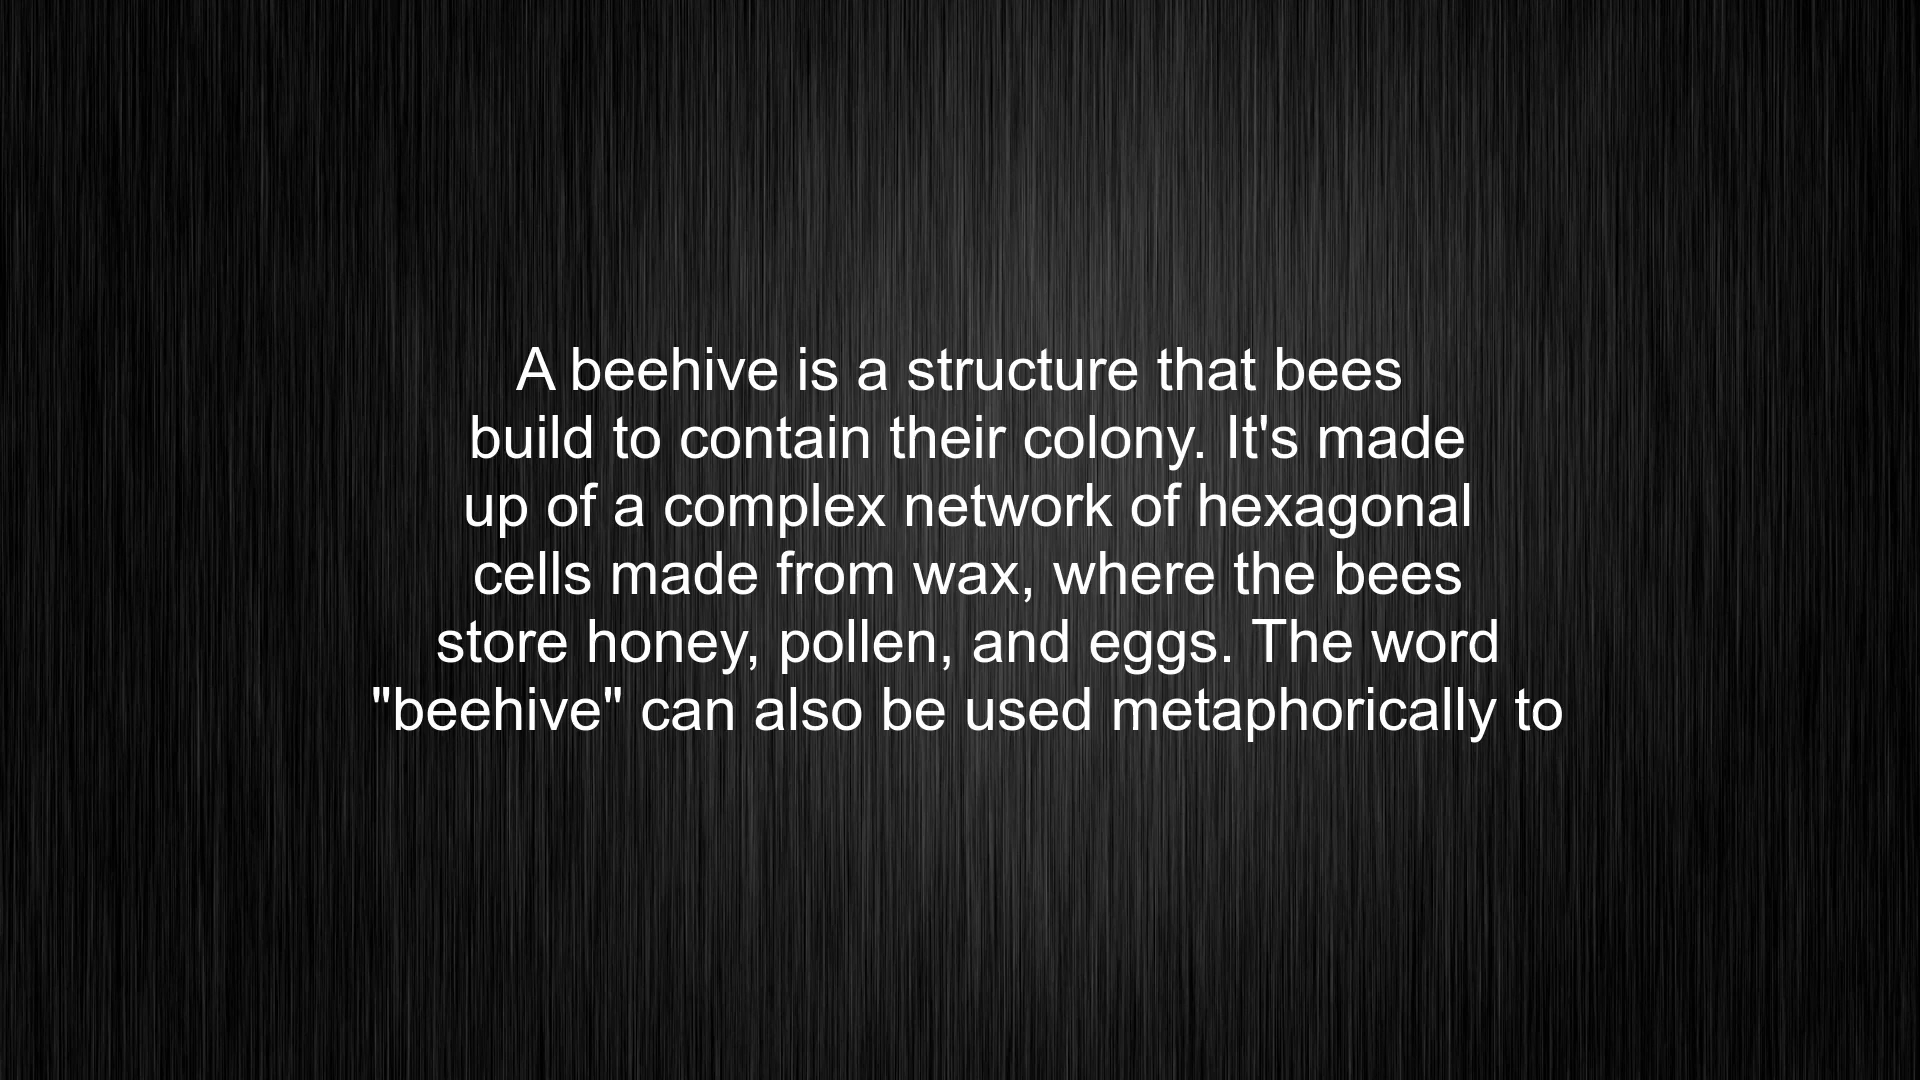 A beehive is a structure that bees
build to contain their colony. It's made
up of a complex network of hexagonal
cells made from wax, where the bees
store honey, pollen, and eggs. The word
"beehive" can also be used metaphorically to